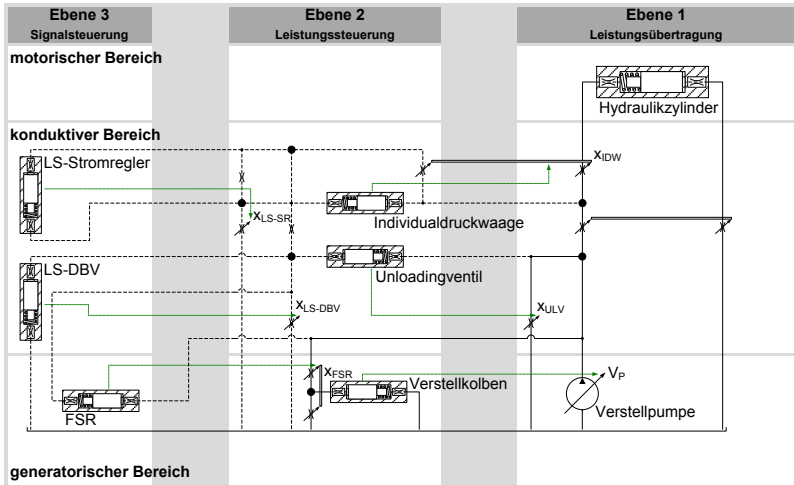 Ebene 3
Signalsteuerung
Ebene 2
Leistungssteuerung
Ebene 1
Leistungsübertragung
motorischer Bereich
Hydraulikzylinder
konduktiver Bereich
LS-Stromregler
xIDW
xLS-SR
Individualdruckwaage
LS-DBV
Unloadingventil
xLS-DBV
xULV
xFSR
Verstellkolben
VP
FSR
Verstellpumpe
generatorischer Bereich